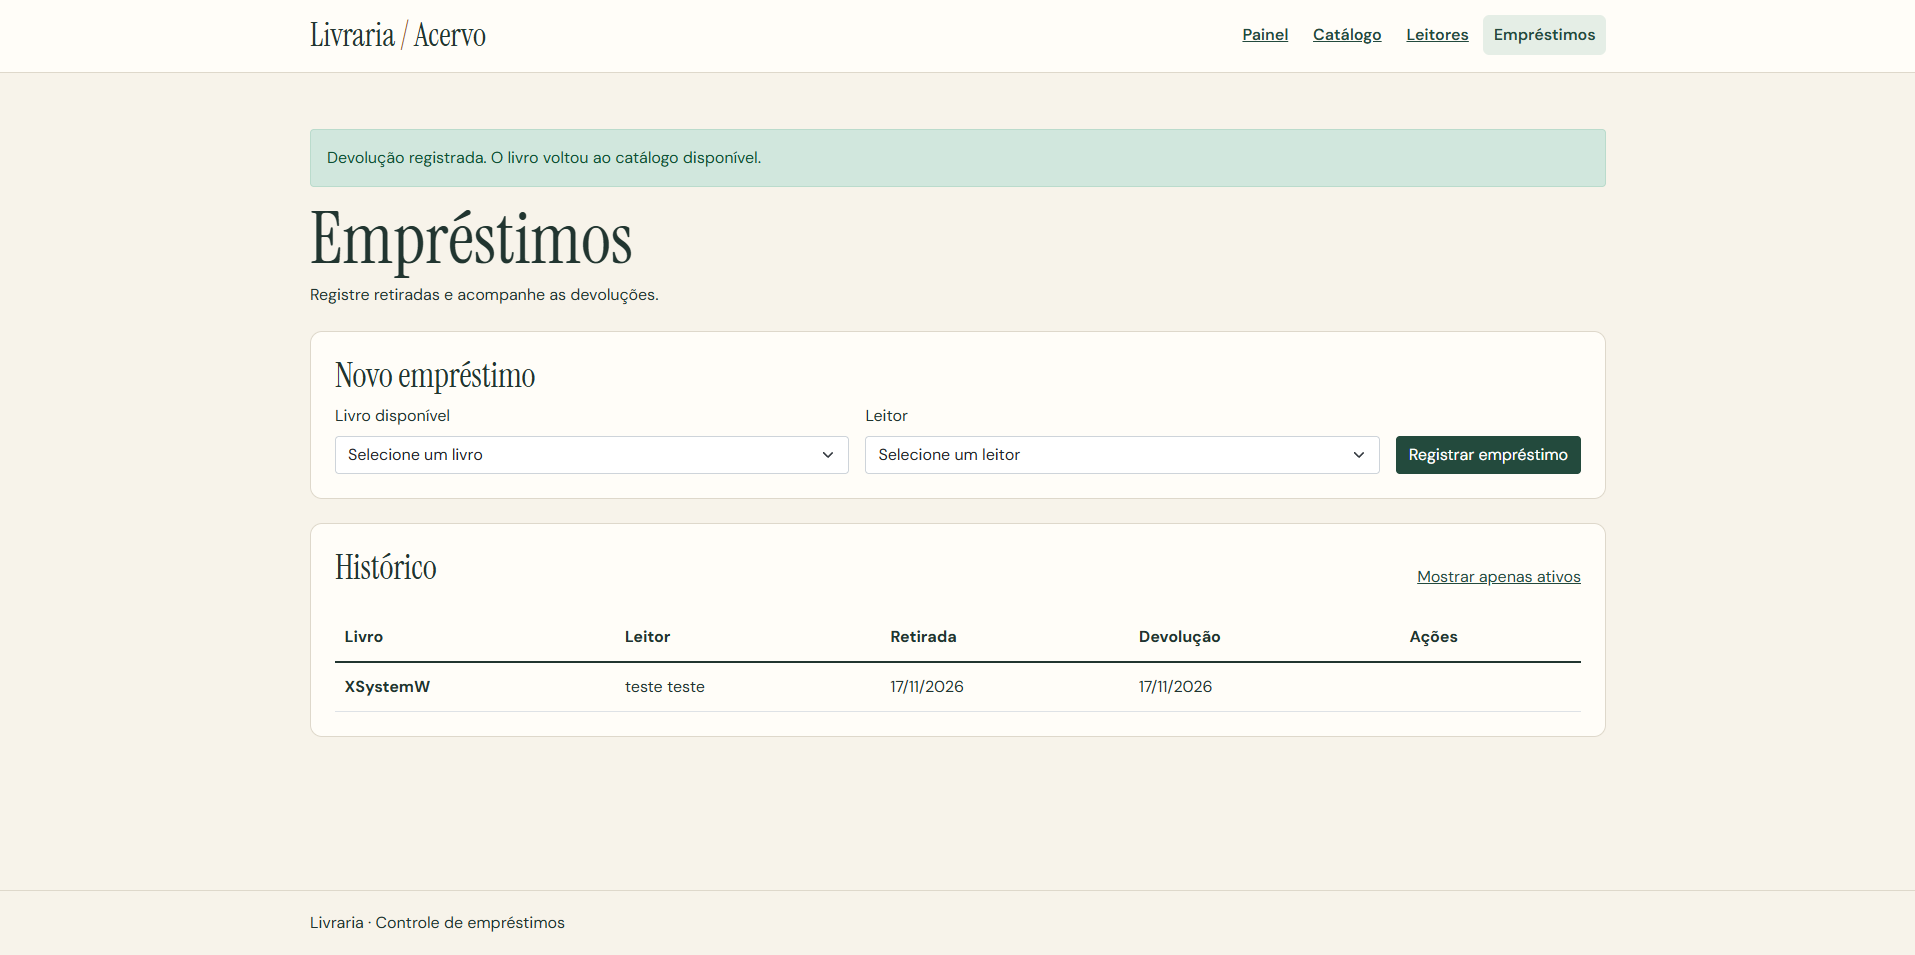 Livraria / Acervo
Painel Catálogo Leitores Empréstimos
Devolução registrada. O livro voltou ao catálogo disponível.
Empréstimos
Registre retiradas e acompanhe as devoluções.
Novo empréstimo
Livro disponível Leitor
Selecione um livro Selecione um leitor Registrar empréstimo
Histórico
Mostrar apenas ativos
Livro Leitor Retirada Devolução Ações
XSystemW teste teste 17/11/2026 17/11/2026
Livraria · Controle de empréstimos